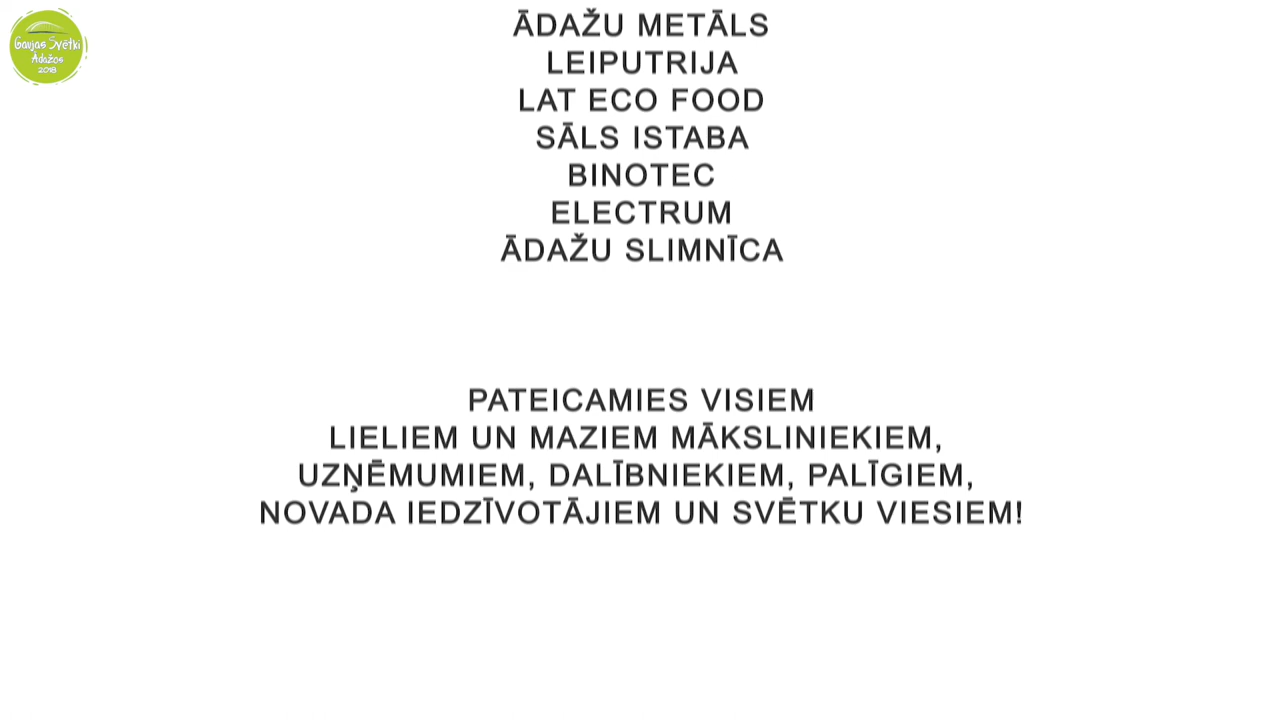 Gaujas Svētki
Ādažos
2018
ĀDAŽU METĀLS
LEIPUTRIJA
LAT ECO FOOD
SĀLS ISTABA
BINOTEC
ELECTRUM
ĀDAŽU SLIMNĪCA
PATEICAMIES VISIEM
LIELIEM UN MAZIEM MĀKSLINIEKIEM,
UZŅĒMUMIEM, DALĪBNIEKIEM, PALĪGIEM,
NOVADA IEDZĪVOTĀJIEM UN SVĒTKU VIESIEM!